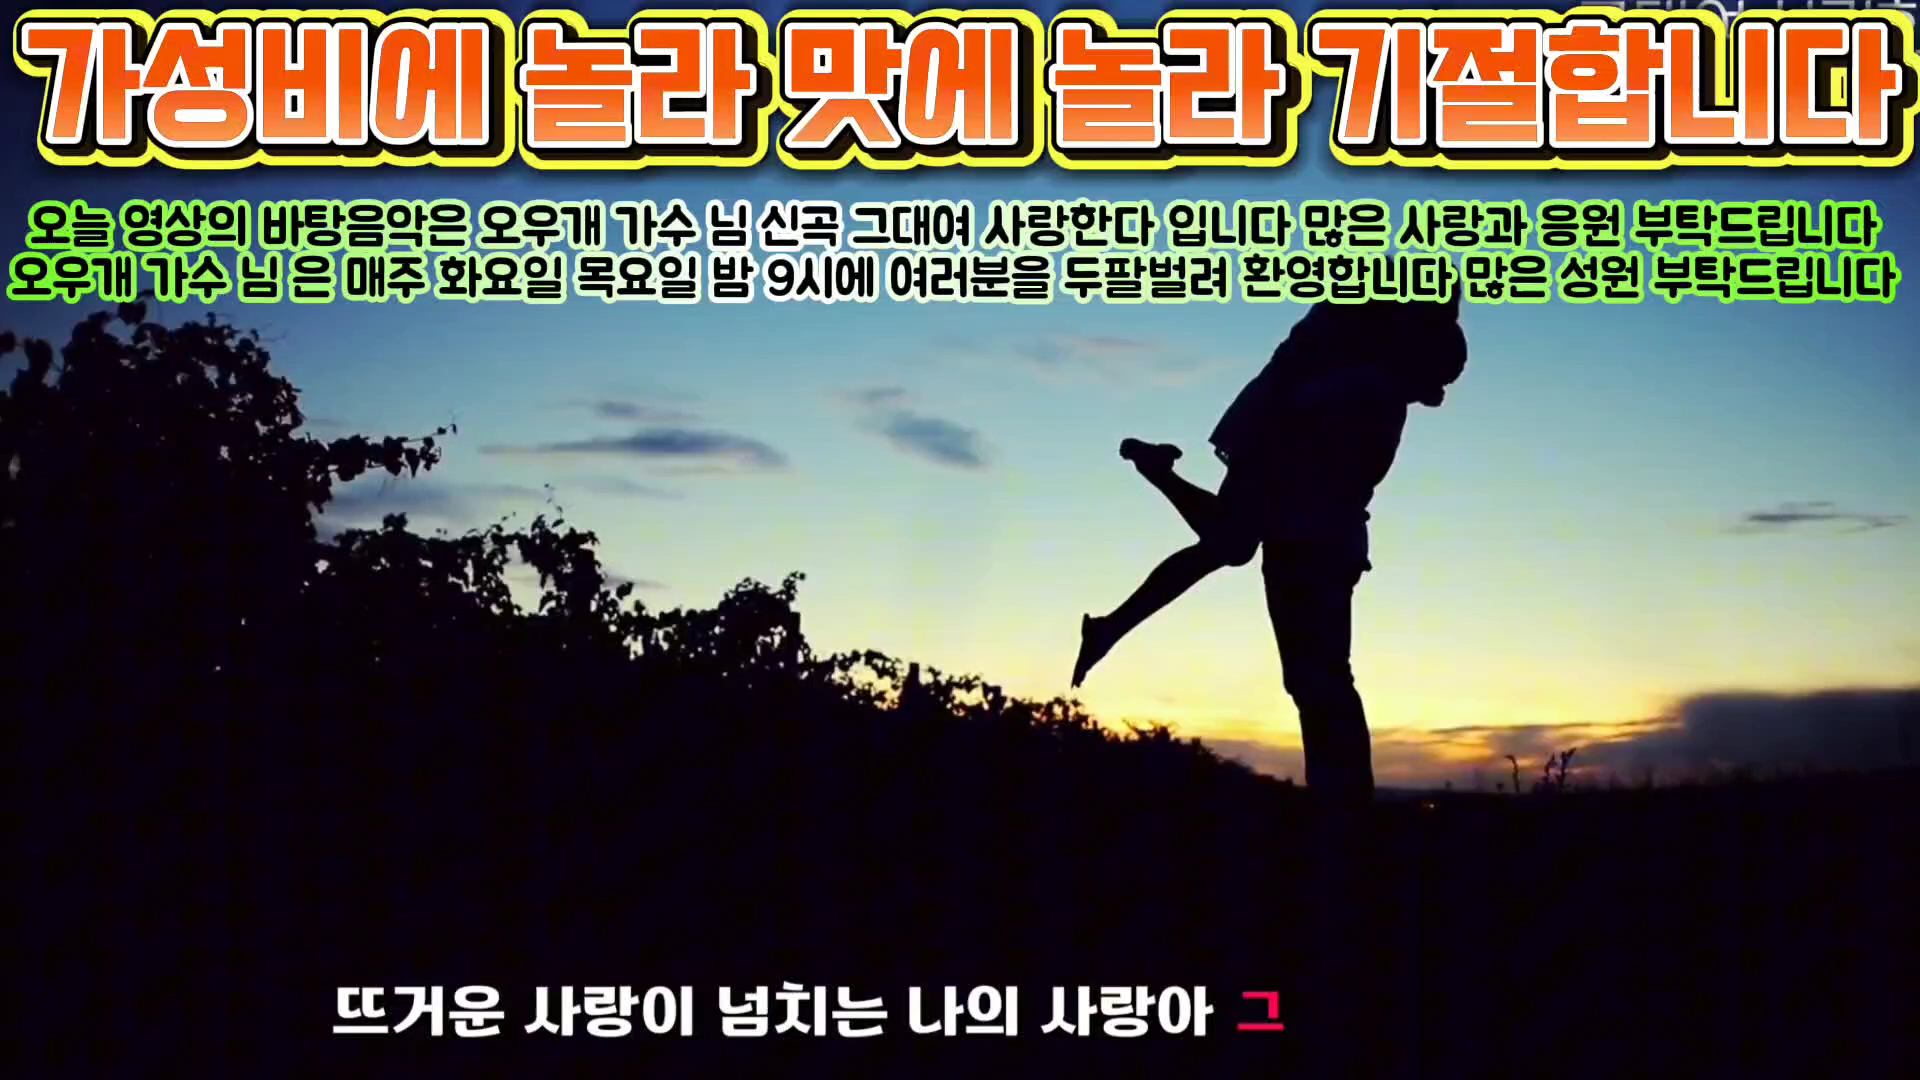 가성비에 놀라 맛에 놀라 기절합니다
오늘 영상의 바탕음악은 오우개 가수 님 신곡 그대여 사랑한다 입니다 많은 사랑과 응원 부탁드립니다
오우개 가수 님 은 매주 화요일 목요일 밤 9시에 여러분을 두팔벌려 환영합니다 많은 성원 부탁드립니다
뜨거운 사랑이 넘치는 나의 사랑아 그